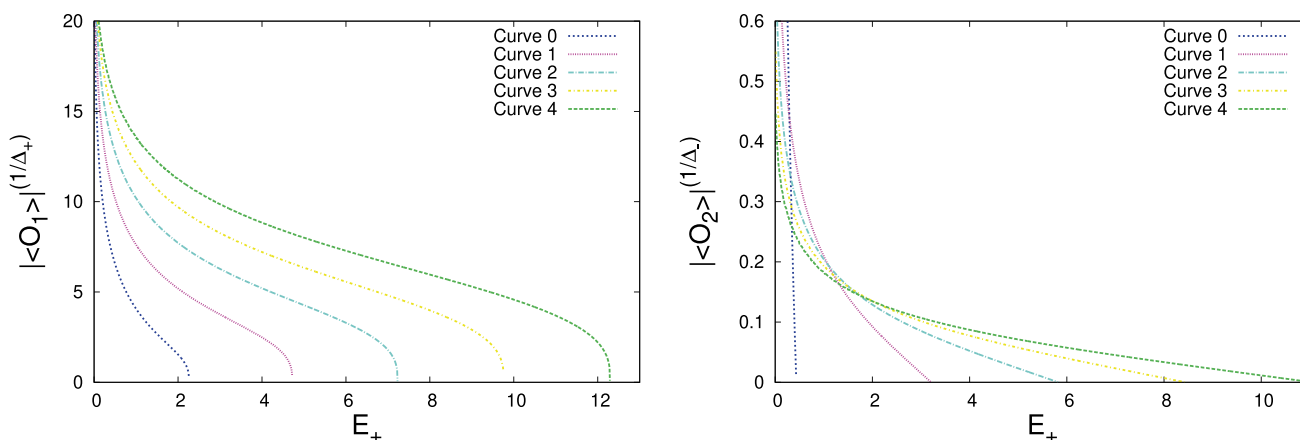 |<O₁>|^(1/Δ₊)
20
15
10
5
0
Curve 0
Curve 1
Curve 2
Curve 3
Curve 4
0 2 4 6 8 10 12
E₊
|<O₂>|^(1/Δ₋)
0.6
0.5
0.4
0.3
0.2
0.1
0
Curve 0
Curve 1
Curve 2
Curve 3
Curve 4
0 2 4 6 8 10
E₊